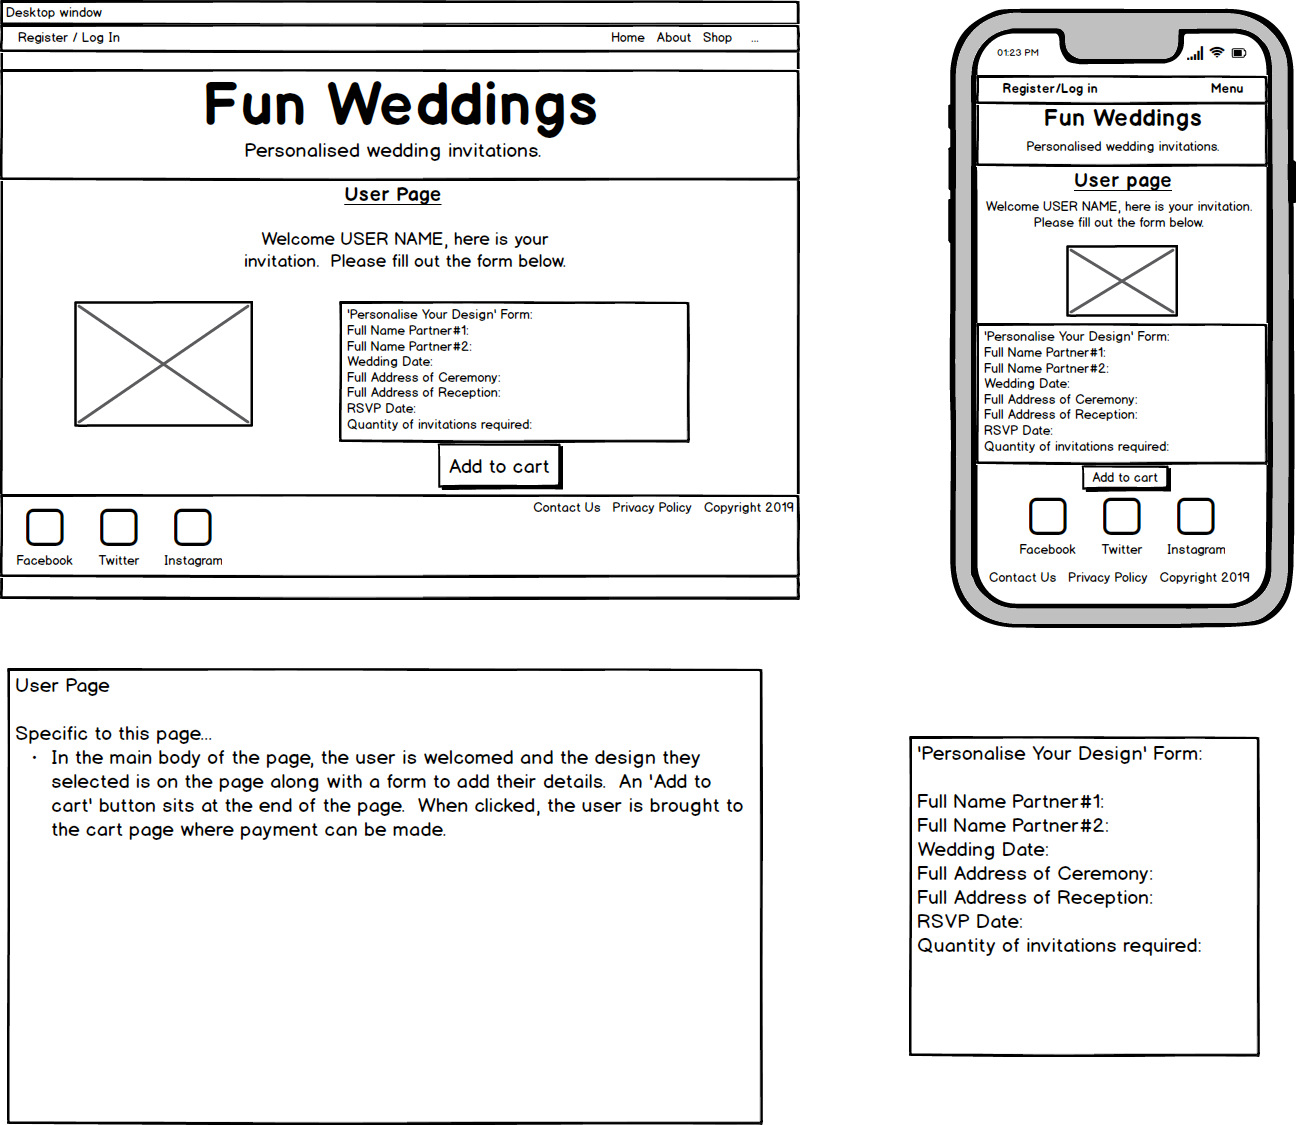 Desktop window
Register / Log In
Home About Shop ...
Fun Weddings
Personalised wedding invitations.
User Page
Welcome USER NAME, here is your
invitation. Please fill out the form below.
'Personalise Your Design' Form:
Full Name Partner#1:
Full Name Partner#2:
Wedding Date:
Full Address of Ceremony:
Full Address of Reception:
RSVP Date:
Quantity of invitations required:
Add to cart
Contact Us Privacy Policy Copyright 2019
Facebook Twitter Instagram
01:23 PM
Register/Log in Menu
Fun Weddings
Personalised wedding invitations.
User page
Welcome USER NAME, here is your invitation.
Please fill out the form below.
'Personalise Your Design' Form:
Full Name Partner#1:
Full Name Partner#2:
Wedding Date:
Full Address of Ceremony:
Full Address of Reception:
RSVP Date:
Quantity of invitations required:
Add to cart
Facebook Twitter Instagram
Contact Us Privacy Policy Copyright 2019
User Page
Specific to this page...
• In the main body of the page, the user is welcomed and the design they
selected is on the page along with a form to add their details. An 'Add to
cart' button sits at the end of the page. When clicked, the user is brought to
the cart page where payment can be made.
'Personalise Your Design' Form:
Full Name Partner#1:
Full Name Partner#2:
Wedding Date:
Full Address of Ceremony:
Full Address of Reception:
RSVP Date:
Quantity of invitations required: